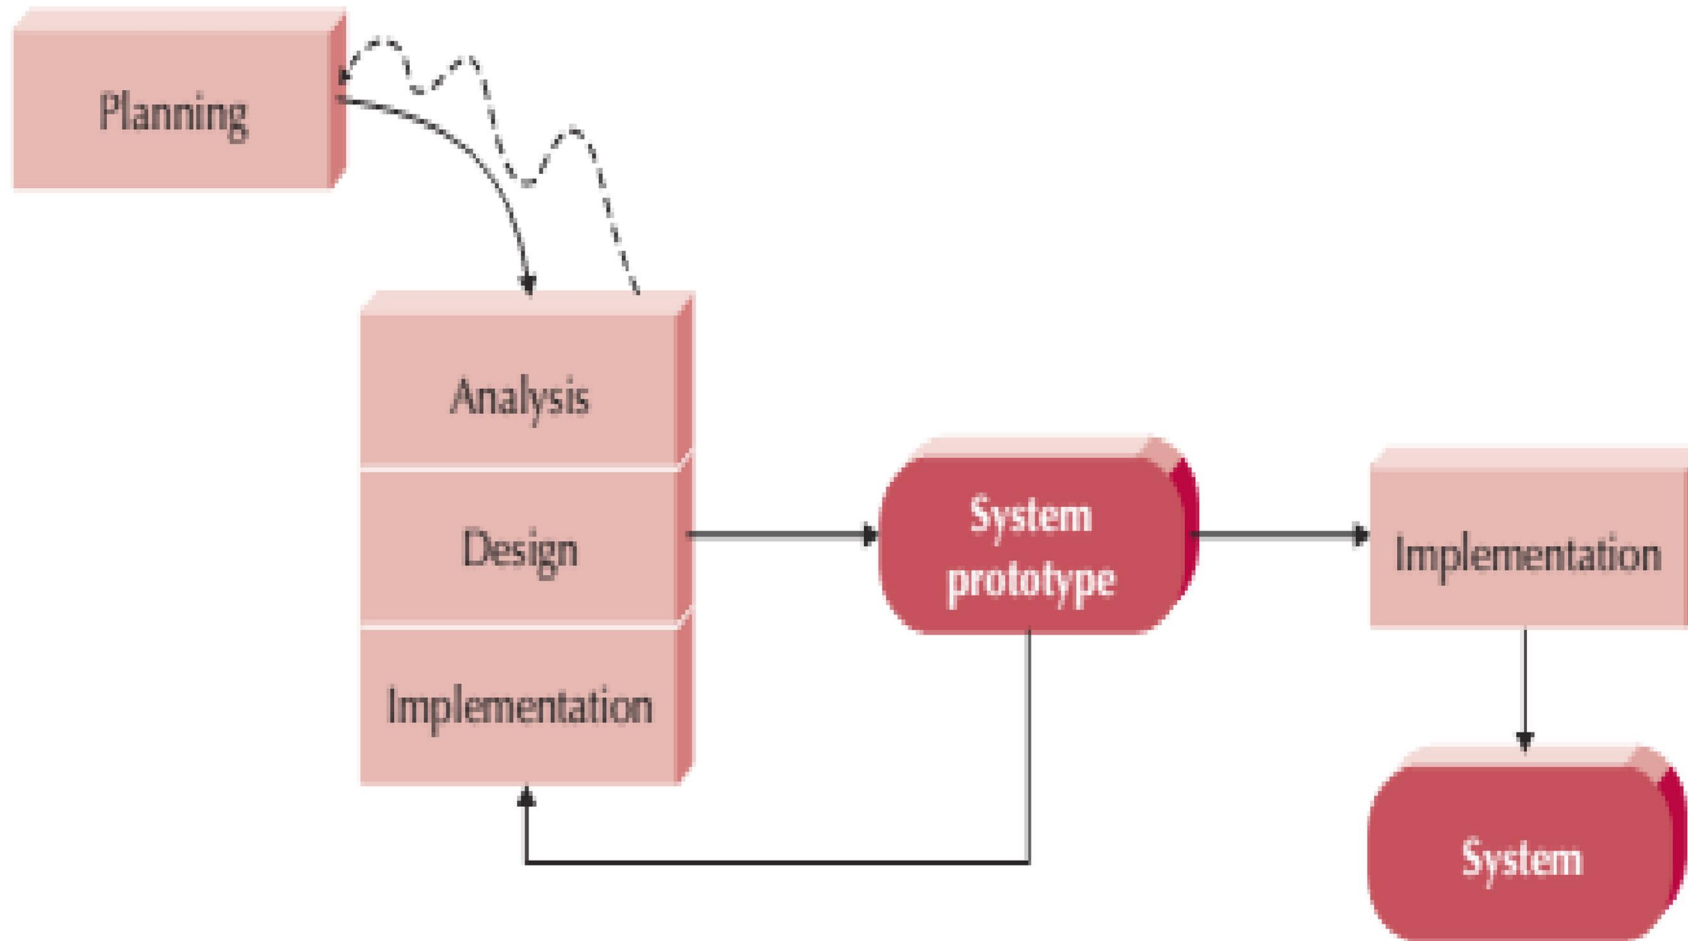 Planning
Analysis
Design
Implementation
System
prototype
Implementation
System